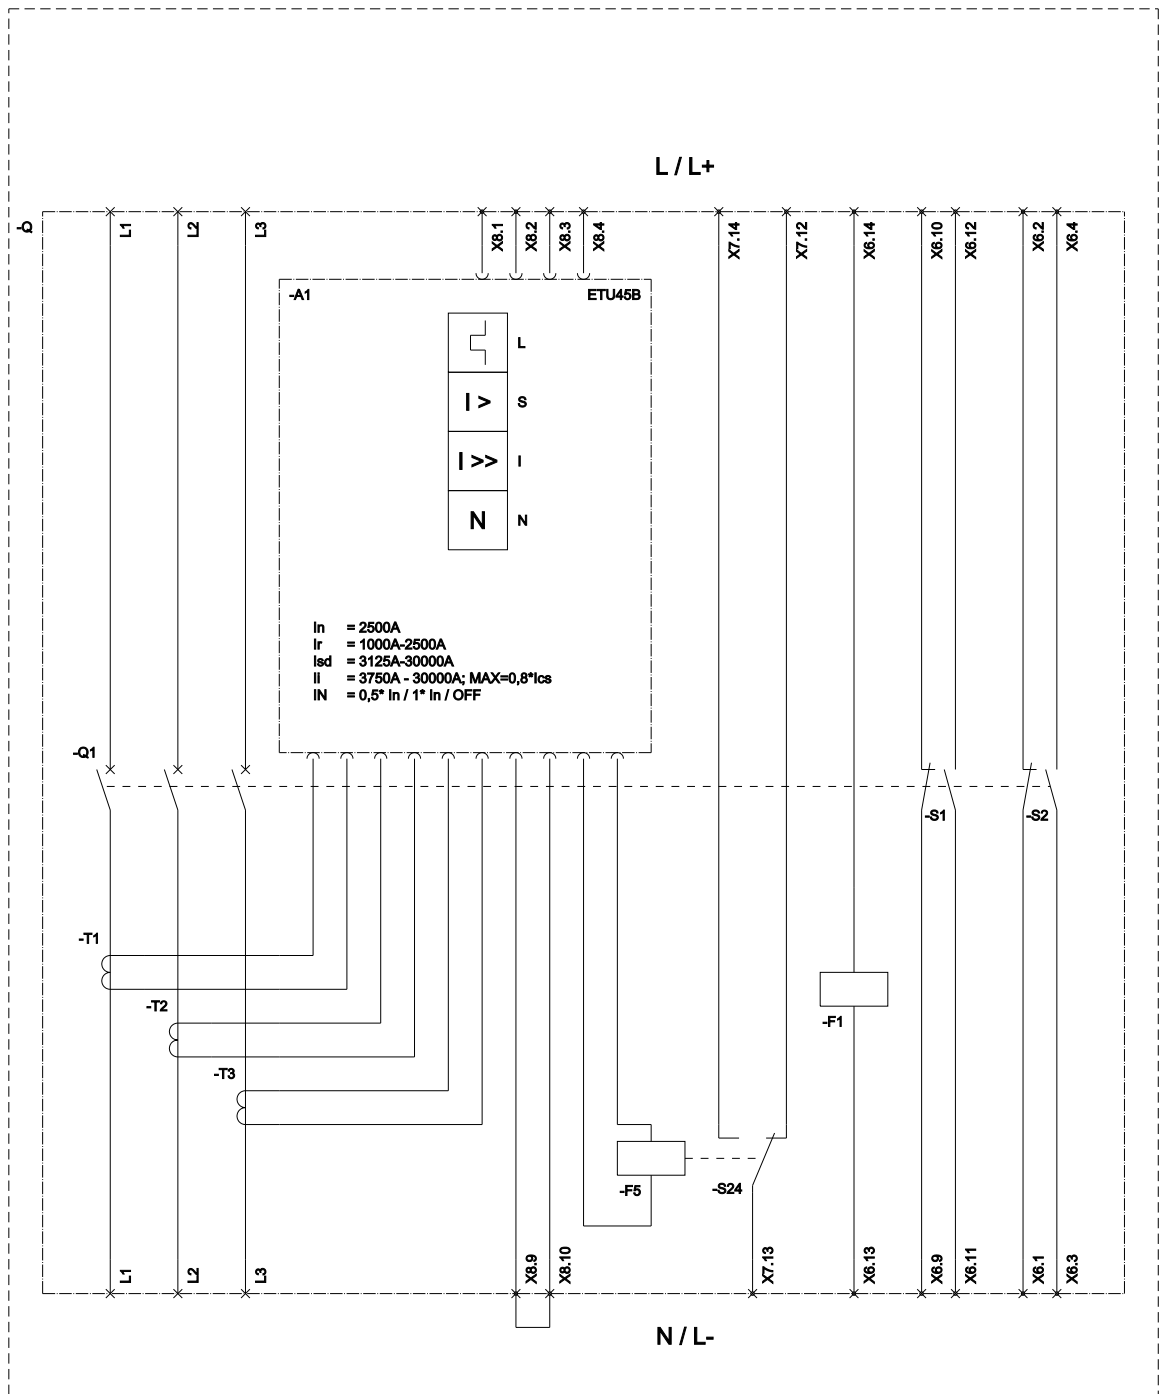 L / L+
-Q
L1
L2
L3
X8.1
X8.2
X8.3
X8.4
X7.14
X7.12
X6.14
X6.10
X6.12
X6.2
X6.4
-A1 ETU45B
L
I > S
I >> I
N N
In = 2500A
Ir = 1000A-2500A
Isd = 3125A-30000A
Ii = 3750A - 30000A; MAX=0,8*Ics
IN = 0,5* In / 1* In / OFF
-Q1
-S1
-S2
-T1
-T2
-F1
-T3
-F5
-S24
L1
L2
L3
X8.9
X8.10
X7.13
X6.13
X6.9
X6.11
X6.1
X6.3
N / L-